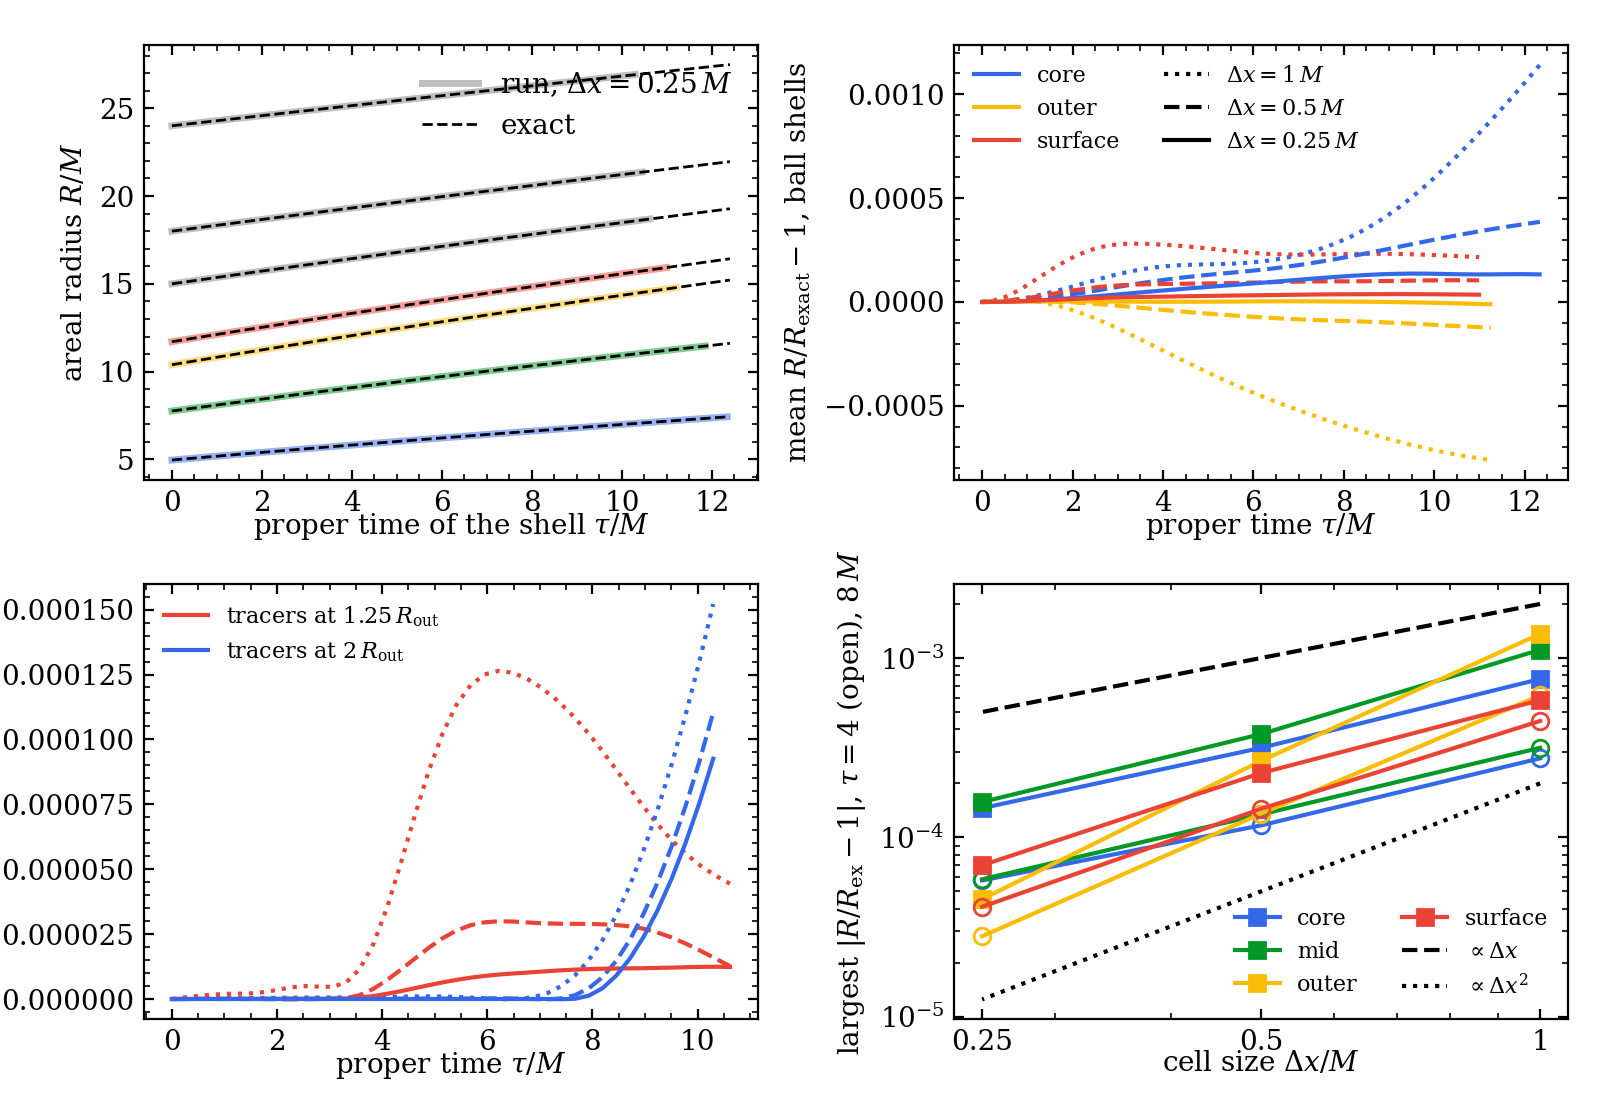 areal radius R/M
25
20
15
10
5
run, Δx = 0.25 M
exact
0 2 4 6 8 10 12
proper time of the shell τ/M
mean R/R_exact − 1, ball shells
0.0010
0.0005
0.0000
−0.0005
core Δx = 1 M
outer Δx = 0.5 M
surface Δx = 0.25 M
0 2 4 6 8 10 12
proper time τ/M
0.000150
0.000125
0.000100
0.000075
0.000050
0.000025
0.000000
tracers at 1.25 R_out
tracers at 2 R_out
0 2 4 6 8 10
proper time τ/M
largest |R/R_ex − 1|, τ = 4 (open), 8 M
10⁻³
10⁻⁴
10⁻⁵
core surface
mid ∝ Δx
outer ∝ Δx²
0.25 0.5 1
cell size Δx/M